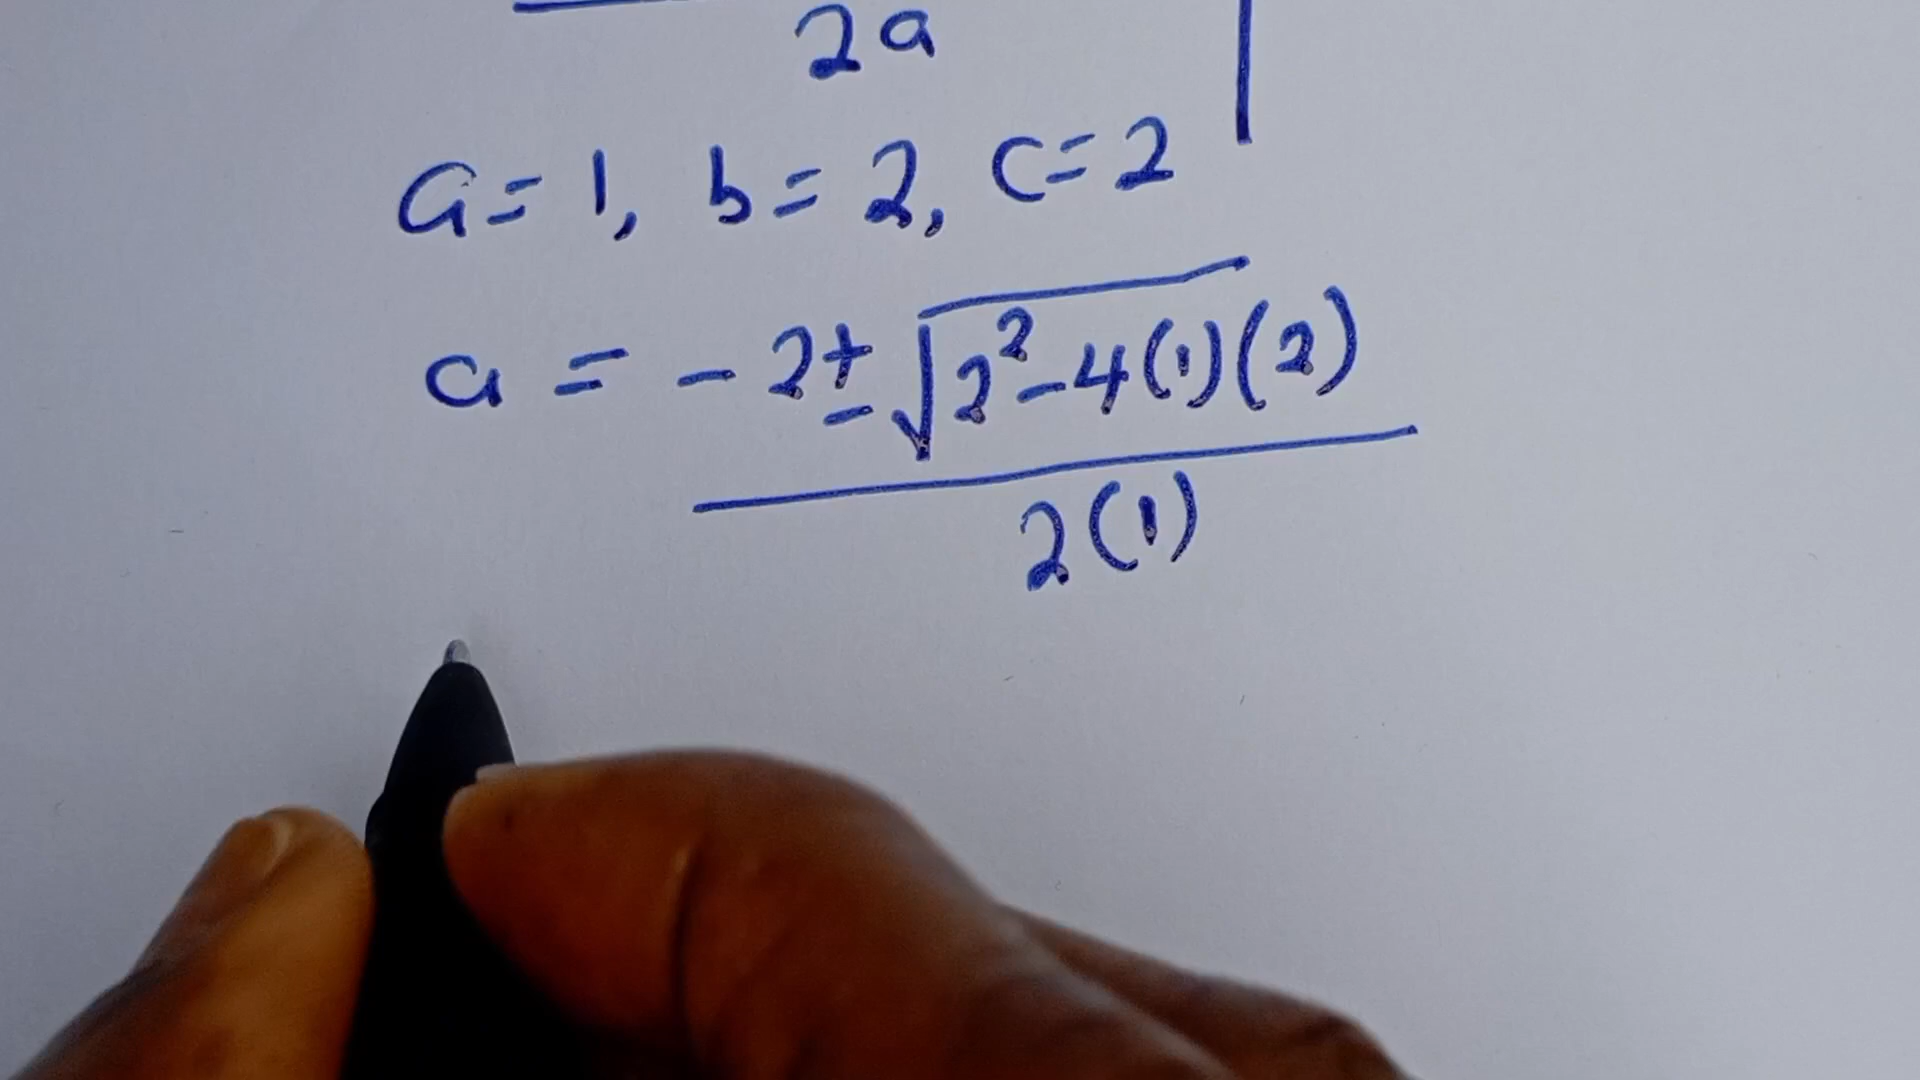 2a
a = 1, b = 2, c = 2
a = - 2 ± √2² - 4(1)(2)
2(1)